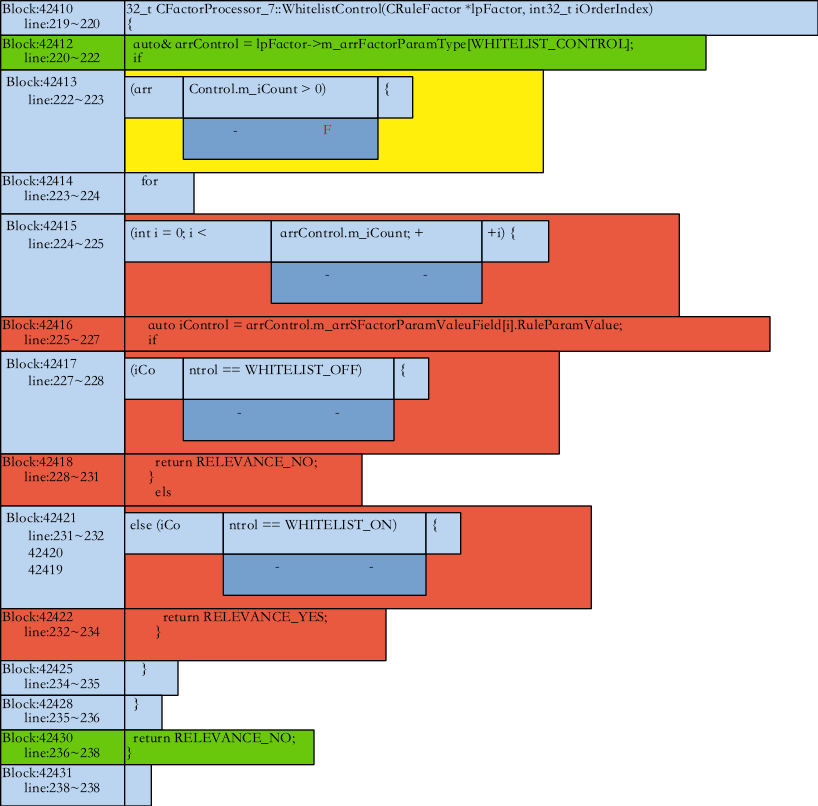 Block:42410 32_t CFactorProcessor_7::WhitelistControl(CRuleFactor *lpFactor, int32_t iOrderIndex)
line:219~220 {
Block:42412 auto& arrControl = lpFactor->m_arrFactorParamType[WHITELIST_CONTROL];
line:220~222 if
Block:42413 (arr Control.m_iCount > 0) {
line:222~223
- F
Block:42414 for
line:223~224
Block:42415 (int i = 0; i < arrControl.m_iCount; + +i) {
line:224~225
- -
Block:42416 auto iControl = arrControl.m_arrSFactorParamValeuField[i].RuleParamValue;
line:225~227 if
Block:42417 (iCo ntrol == WHITELIST_OFF) {
line:227~228
- -
Block:42418 return RELEVANCE_NO;
line:228~231 }
els
Block:42421 else (iCo ntrol == WHITELIST_ON) {
line:231~232
42420
42419 - -
Block:42422 return RELEVANCE_YES;
line:232~234 }
Block:42425 }
line:234~235
Block:42428 }
line:235~236
Block:42430 return RELEVANCE_NO;
line:236~238 }
Block:42431
line:238~238